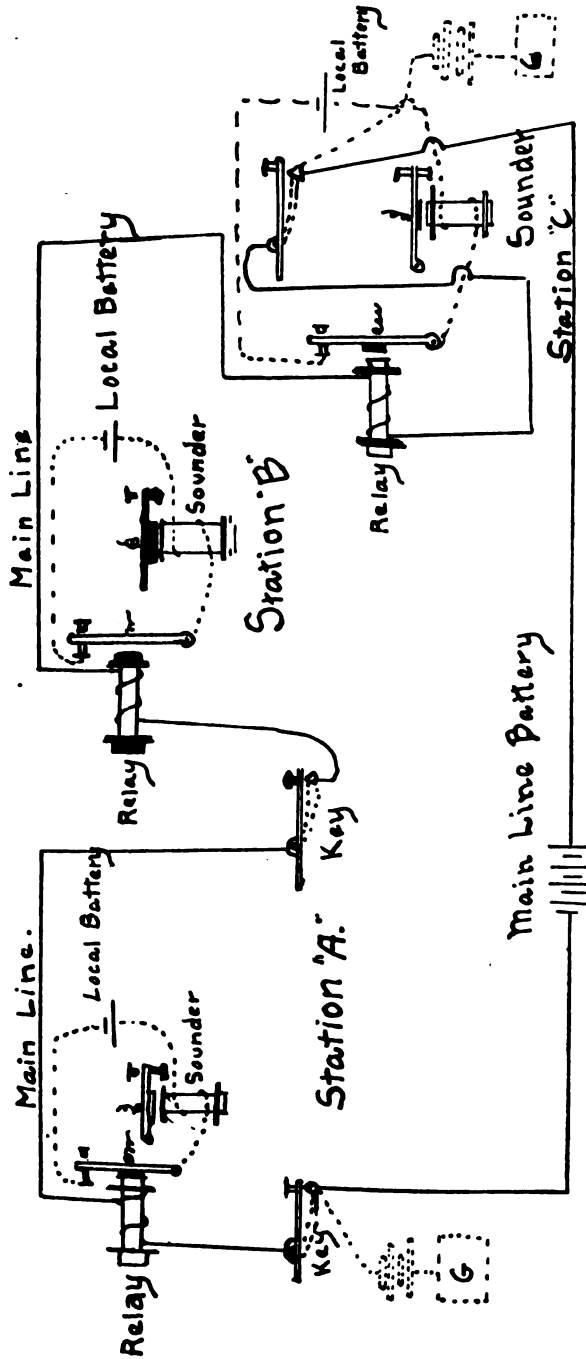 Main Line.
Local Battery
Sounder
Relay
Key
G
Station "A."
Main Line
Local Battery
Sounder
Relay
Key
Station "B"
Main Line Battery
Local
Battery
Relay
Sounder
Station "C"
G